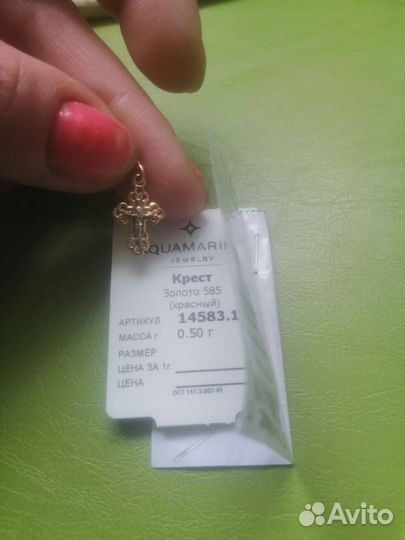 QUAMARI
JEWELRY
Крест
Золото 585
(красный)
АРТИКУЛ 14583.1
МАССА г. 0.50 г
РАЗМЕР
ЦЕНА ЗА 1г.
ЦЕНА
Avito